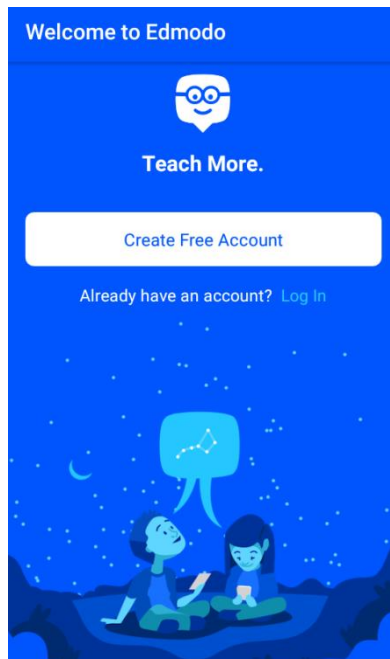 Welcome to Edmodo
Teach More.
Create Free Account
Already have an account? Log In